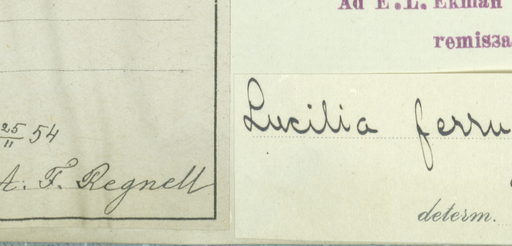 Ad E. L. Ekman
remissa
25/11 54
A. F. Regnell
Lucilia ferru
determ.